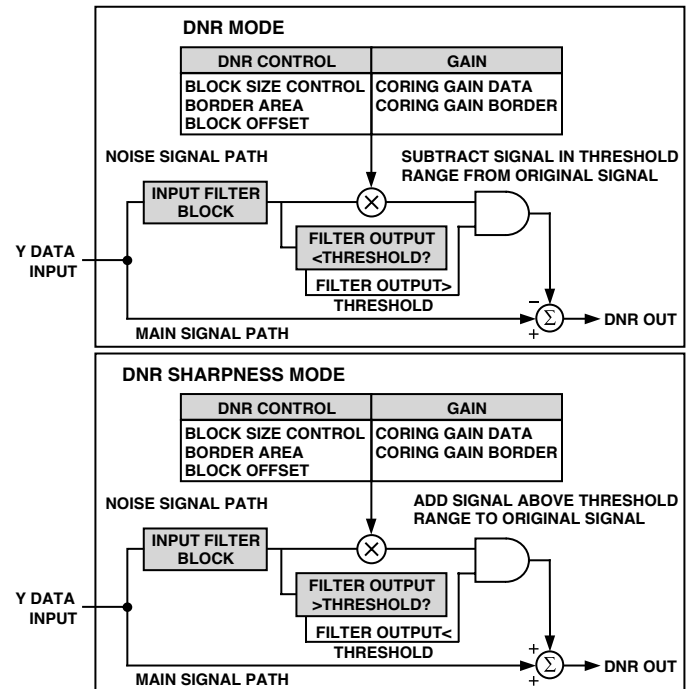 DNR MODE
DNR CONTROL GAIN
BLOCK SIZE CONTROL CORING GAIN DATA
BORDER AREA CORING GAIN BORDER
BLOCK OFFSET
NOISE SIGNAL PATH
SUBTRACT SIGNAL IN THRESHOLD
RANGE FROM ORIGINAL SIGNAL
INPUT FILTER
BLOCK
×
FILTER OUTPUT
<THRESHOLD?
Y DATA
INPUT
FILTER OUTPUT>
THRESHOLD
–
Σ
+
DNR OUT
MAIN SIGNAL PATH
DNR SHARPNESS MODE
DNR CONTROL GAIN
BLOCK SIZE CONTROL CORING GAIN DATA
BORDER AREA CORING GAIN BORDER
BLOCK OFFSET
NOISE SIGNAL PATH
ADD SIGNAL ABOVE THRESHOLD
RANGE TO ORIGINAL SIGNAL
INPUT FILTER
BLOCK
×
FILTER OUTPUT
>THRESHOLD?
Y DATA
INPUT
FILTER OUTPUT<
THRESHOLD
+
Σ
+
DNR OUT
MAIN SIGNAL PATH